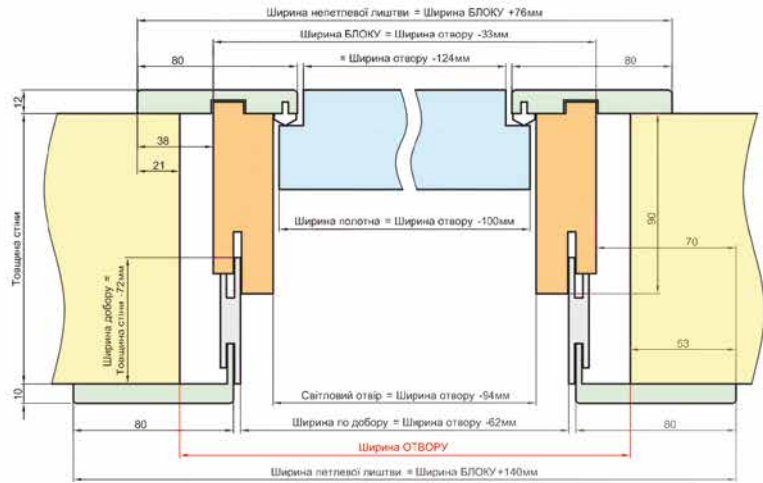 Ширина непетлевої лиштви = Ширина БЛОКУ +76мм
Ширина БЛОКУ = Ширина отвору -33мм
80
= Ширина отвору -124мм
80
12
38
21
Товщина стіни
90
70
Ширина полотна = Ширина отвору -100мм
Ширина добору =
Товщина стіни -72мм
53
Світловий отвір = Ширина отвору -94мм
10
80
Ширина по добору = Ширина отвору -62мм
80
Ширина ОТВОРУ
Ширина петлевої лиштви = Ширина БЛОКУ+140мм